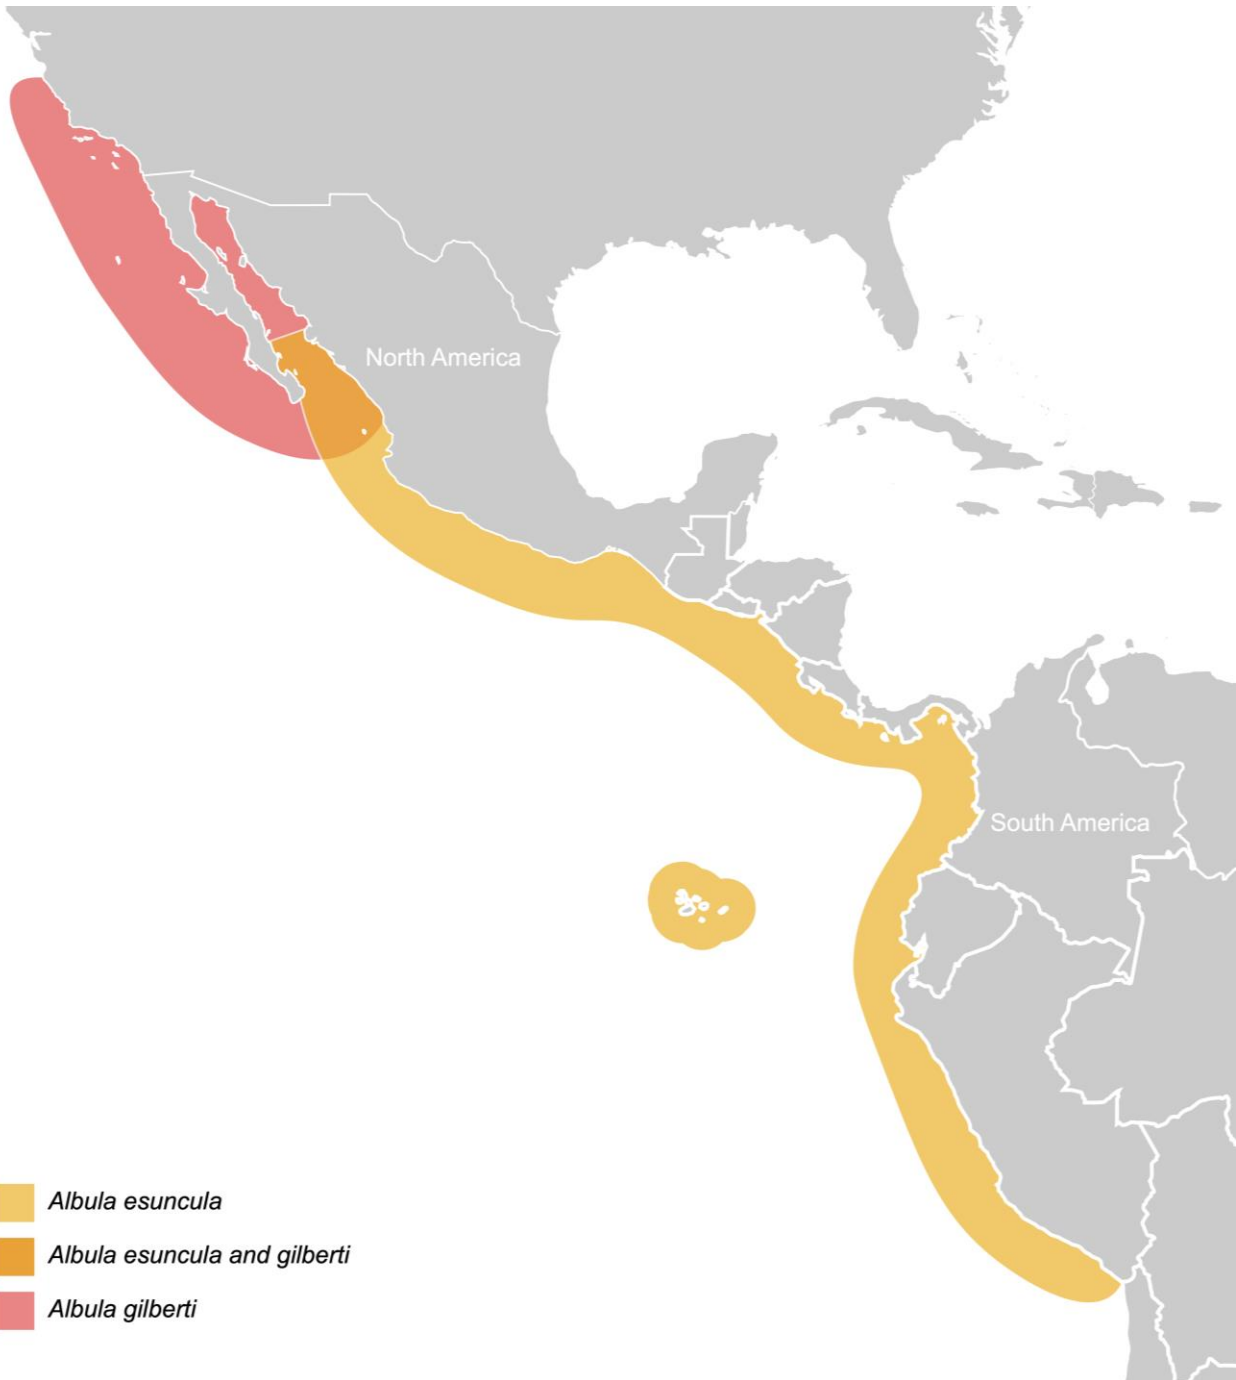 North America
South America
Albula esuncula
Albula esuncula and gilberti
Albula gilberti